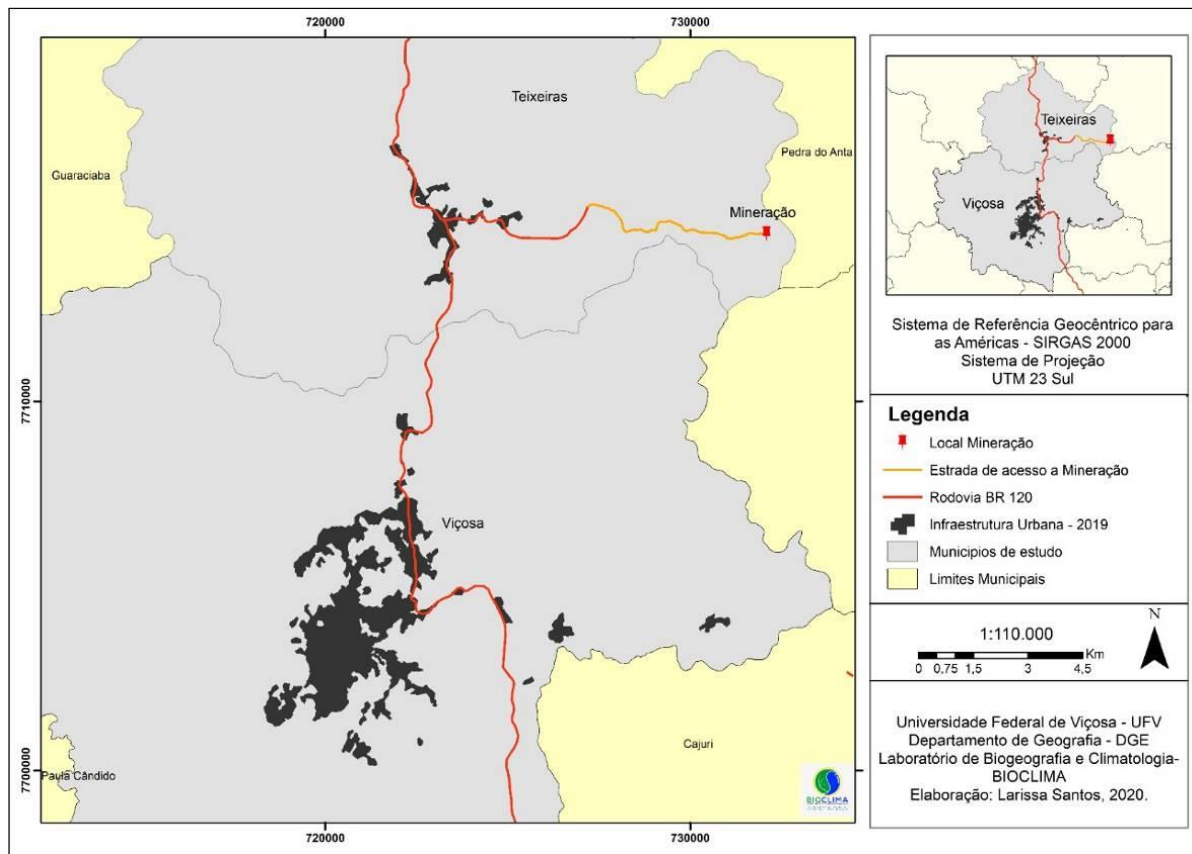 720000
730000
Teixeiras
Guaraciaba
Pedra do Anta
Mineração
7710000
Viçosa
Cajuri
7700000
Paula Cândido
BIOCLIMA
720000
730000
Teixeiras
Viçosa
Sistema de Referência Geocêntrico para
as Américas - SIRGAS 2000
Sistema de Projeção
UTM 23 Sul
Legenda
Local Mineração
Estrada de acesso a Mineração
Rodovia BR 120
Infraestrutura Urbana - 2019
Municipios de estudo
Limites Municipais
N
1:110.000
Km
0 0,75 1,5 3 4,5
Universidade Federal de Viçosa - UFV
Departamento de Geografia - DGE
Laboratório de Biogeografia e Climatologia-
BIOCLIMA
Elaboração: Larissa Santos, 2020.